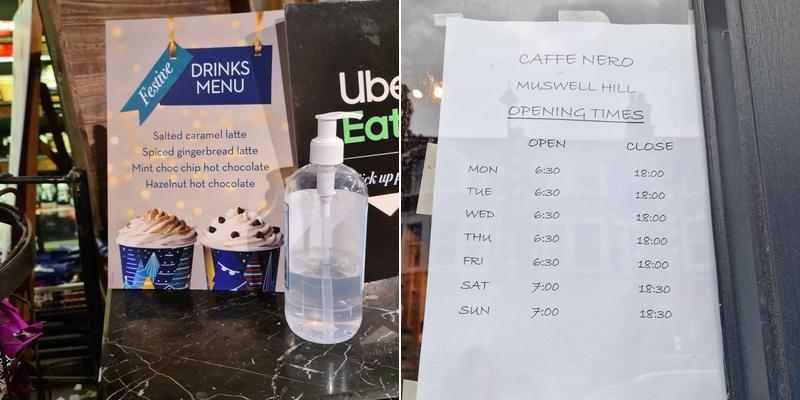 Festive
DRINKS
MENU
Salted caramel latte
Spiced gingerbread latte
Mint choc chip hot chocolate
Hazelnut hot chocolate
Uber
Eat
ick up
CAFFE NERO
MUSWELL HILL
OPENING TIMES
OPEN CLOSE
MON 6:30 18:00
TUE 6:30 18:00
WED 6:30 18:00
THU 6:30 18:00
FRI 6:30 18:00
SAT 7:00 18:30
SUN 7:00 18:30